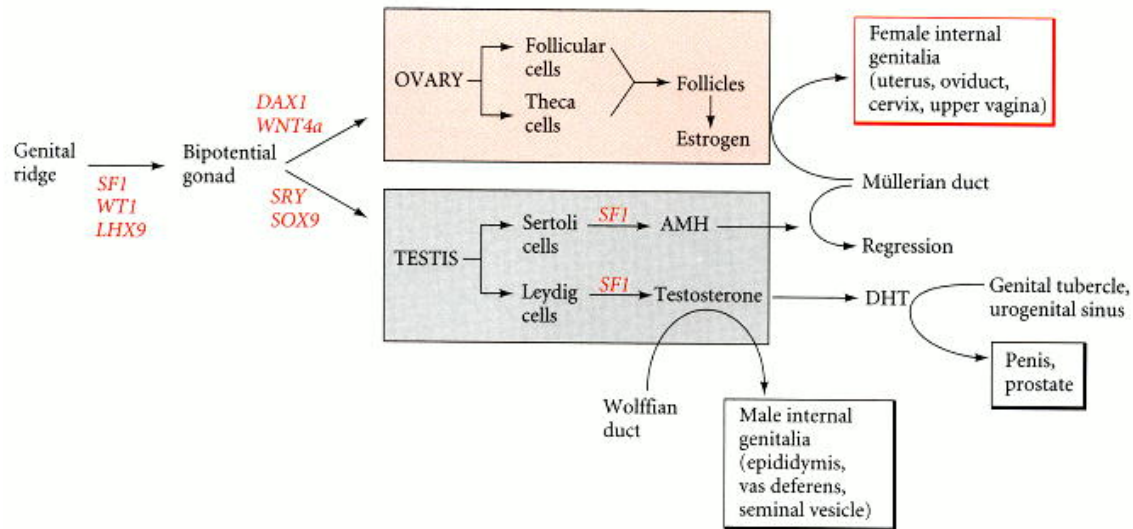 Genital
ridge
SF1
WT1
LHX9
Bipotential
gonad
DAX1
WNT4a
SRY
SOX9
OVARY
Follicular
cells
Theca
cells
Follicles
Estrogen
Female internal
genitalia
(uterus, oviduct,
cervix, upper vagina)
Müllerian duct
Regression
TESTIS
Sertoli
cells
SF1
AMH
Leydig
cells
SF1
Testosterone
DHT
Genital tubercle,
urogenital sinus
Penis,
prostate
Wolffian
duct
Male internal
genitalia
(epididymis,
vas deferens,
seminal vesicle)